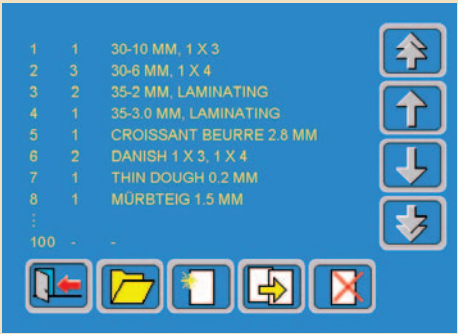 1 1 30-10 MM, 1 X 3
2 3 30-6 MM, 1 X 4
3 2 35-2 MM, LAMINATING
4 1 35-3.0 MM, LAMINATING
5 1 CROISSANT BEURRE 2.8 MM
6 2 DANISH 1 X 3, 1 X 4
7 1 THIN DOUGH 0.2 MM
8 1 MÜRBTEIG 1.5 MM
⋮
100 - -